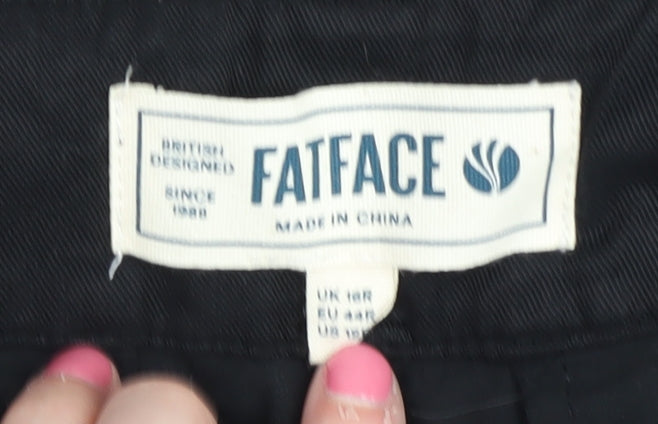 BRITISH
DESIGNED
SINCE
1988
FATFACE
MADE IN CHINA
UK 16R
EU 44R
US